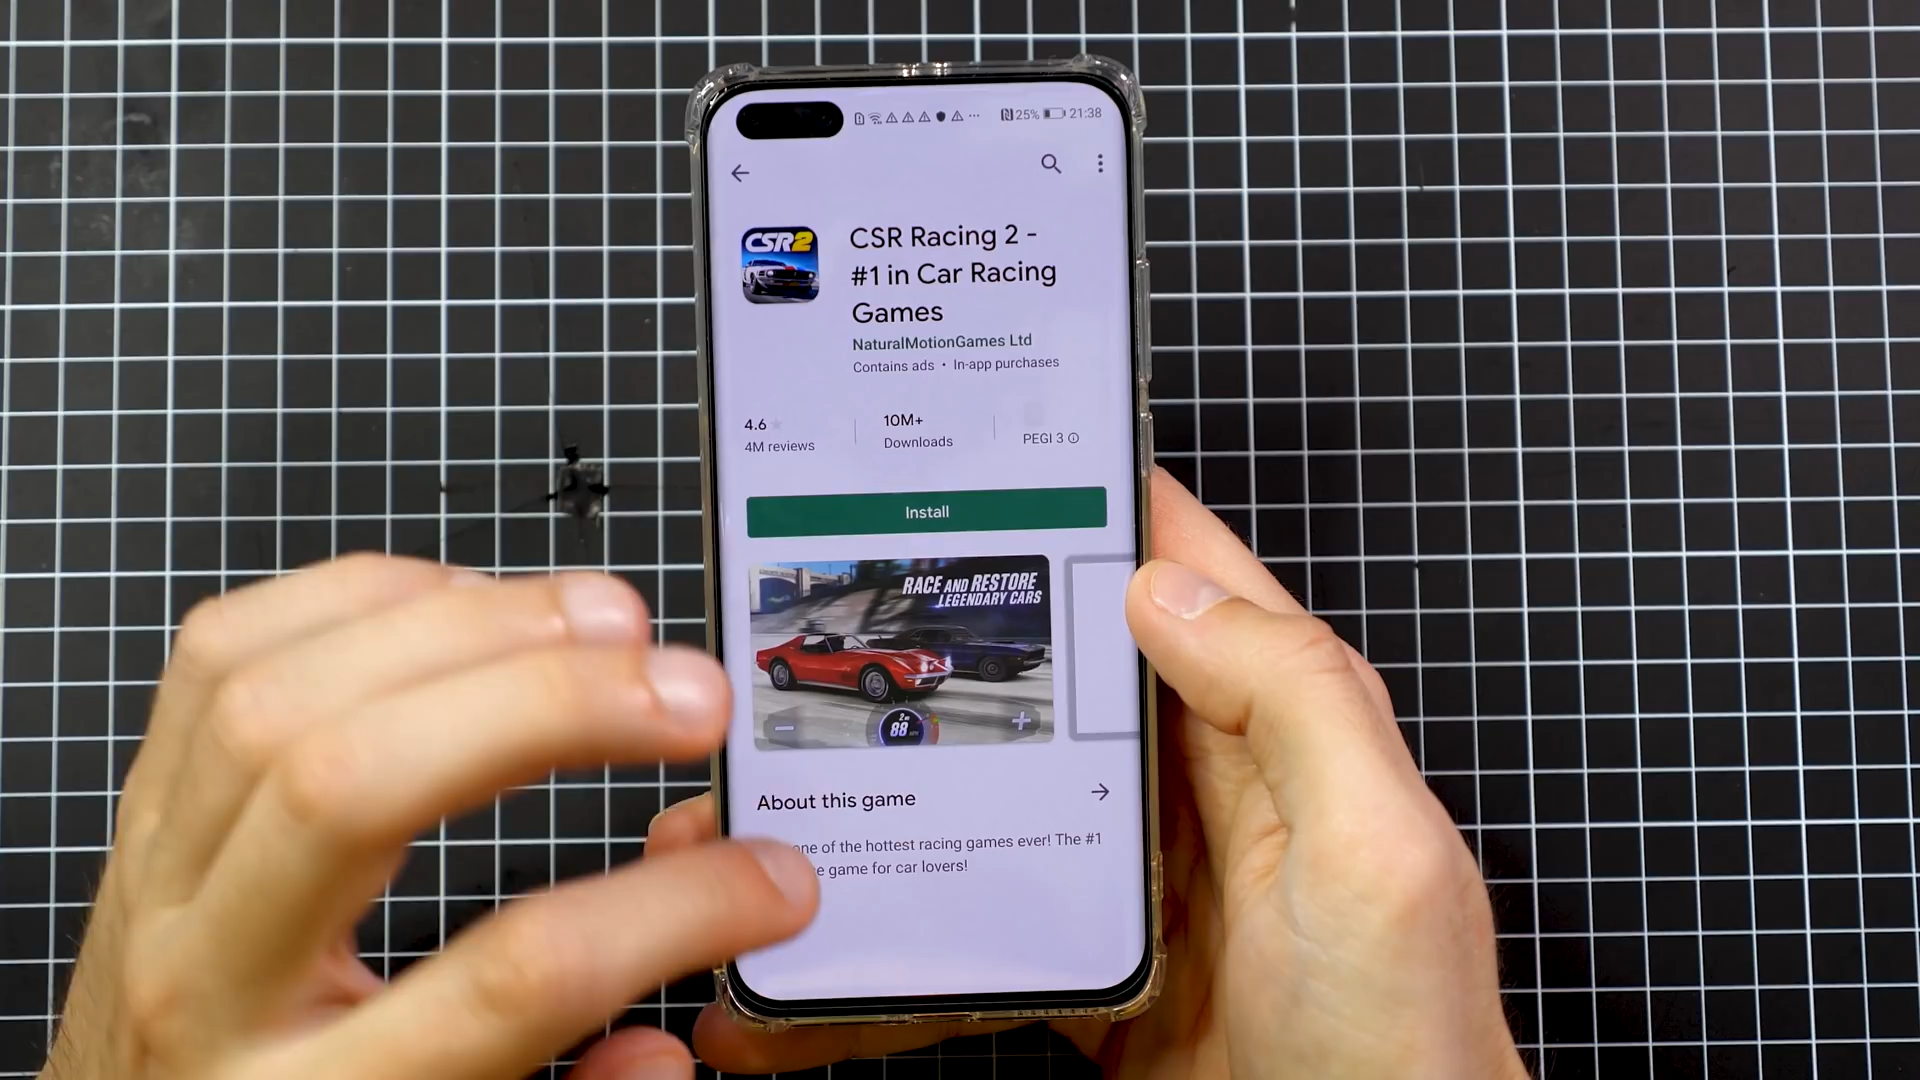 25% 21:38
CSR2
CSR Racing 2 -
#1 in Car Racing
Games
NaturalMotionGames Ltd
Contains ads • In-app purchases
4.6
4M reviews
10M+
Downloads
PEGI 3
Install
RACE AND RESTORE
LEGENDARY CARS
88
About this game
one of the hottest racing games ever! The #1
game for car lovers!